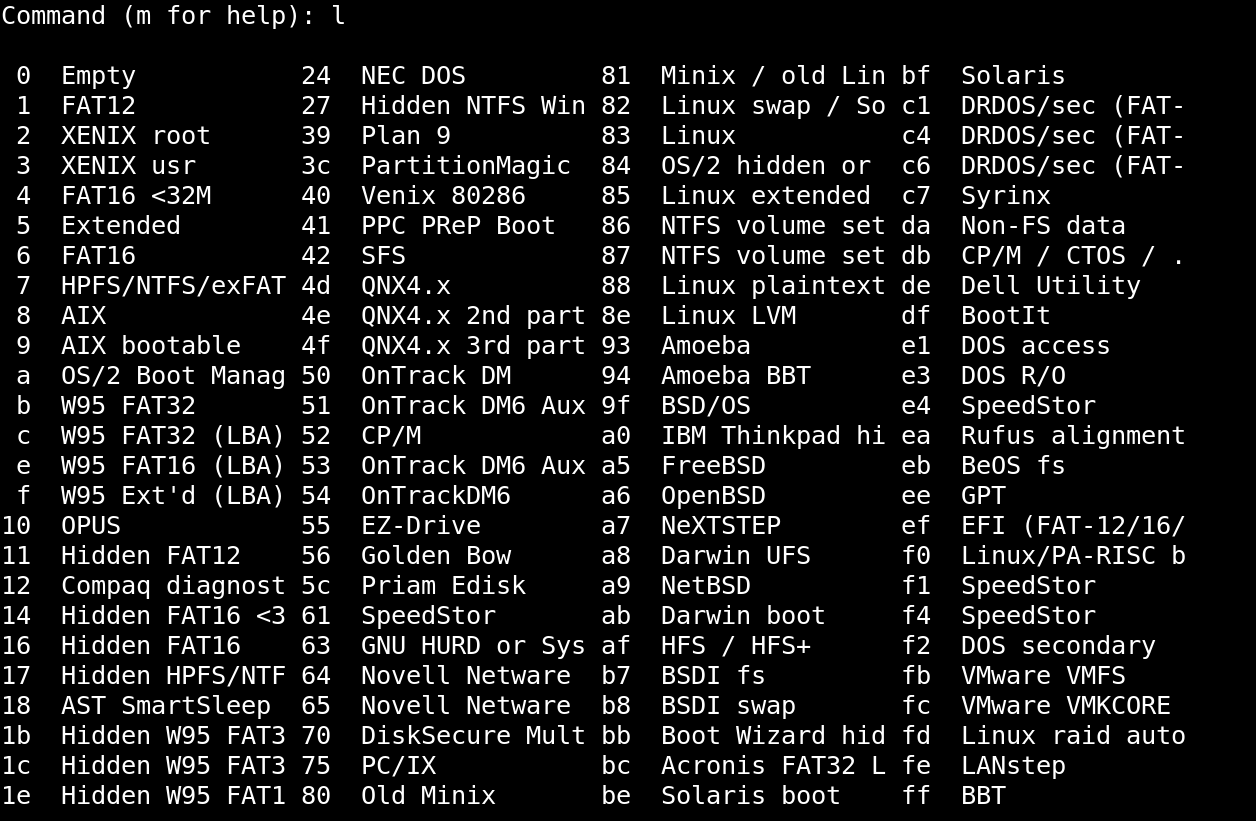 Command (m for help): l

 0  Empty           24  NEC DOS         81  Minix / old Lin bf  Solaris
 1  FAT12           27  Hidden NTFS Win 82  Linux swap / So c1  DRDOS/sec (FAT-
 2  XENIX root      39  Plan 9          83  Linux           c4  DRDOS/sec (FAT-
 3  XENIX usr       3c  PartitionMagic  84  OS/2 hidden or  c6  DRDOS/sec (FAT-
 4  FAT16 <32M      40  Venix 80286     85  Linux extended  c7  Syrinx
 5  Extended        41  PPC PReP Boot   86  NTFS volume set da  Non-FS data
 6  FAT16           42  SFS             87  NTFS volume set db  CP/M / CTOS / .
 7  HPFS/NTFS/exFAT 4d  QNX4.x          88  Linux plaintext de  Dell Utility
 8  AIX             4e  QNX4.x 2nd part 8e  Linux LVM       df  BootIt
 9  AIX bootable    4f  QNX4.x 3rd part 93  Amoeba          e1  DOS access
 a  OS/2 Boot Manag 50  OnTrack DM      94  Amoeba BBT      e3  DOS R/O
 b  W95 FAT32       51  OnTrack DM6 Aux 9f  BSD/OS          e4  SpeedStor
 c  W95 FAT32 (LBA) 52  CP/M            a0  IBM Thinkpad hi ea  Rufus alignment
 e  W95 FAT16 (LBA) 53  OnTrack DM6 Aux a5  FreeBSD         eb  BeOS fs
 f  W95 Ext'd (LBA) 54  OnTrackDM6      a6  OpenBSD         ee  GPT
10  OPUS            55  EZ-Drive        a7  NeXTSTEP        ef  EFI (FAT-12/16/
11  Hidden FAT12    56  Golden Bow      a8  Darwin UFS      f0  Linux/PA-RISC b
12  Compaq diagnost 5c  Priam Edisk     a9  NetBSD          f1  SpeedStor
14  Hidden FAT16 <3 61  SpeedStor       ab  Darwin boot     f4  SpeedStor
16  Hidden FAT16    63  GNU HURD or Sys af  HFS / HFS+      f2  DOS secondary
17  Hidden HPFS/NTF 64  Novell Netware  b7  BSDI fs         fb  VMware VMFS
18  AST SmartSleep  65  Novell Netware  b8  BSDI swap       fc  VMware VMKCORE
1b  Hidden W95 FAT3 70  DiskSecure Mult bb  Boot Wizard hid fd  Linux raid auto
1c  Hidden W95 FAT3 75  PC/IX           bc  Acronis FAT32 L fe  LANstep
1e  Hidden W95 FAT1 80  Old Minix       be  Solaris boot    ff  BBT